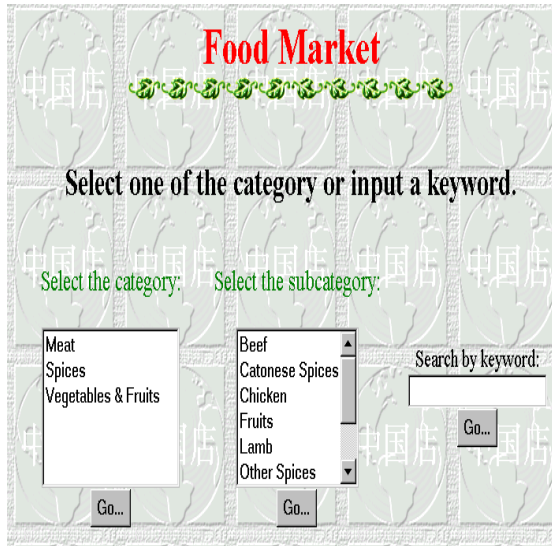 Food Market
Select one of the category or input a keyword.
Select the category:
Select the subcategory:
Meat
Spices
Vegetables & Fruits
Go...
Beef
Catonese Spices
Chicken
Fruits
Lamb
Other Spices
Go...
Search by keyword:
Go...
中国店